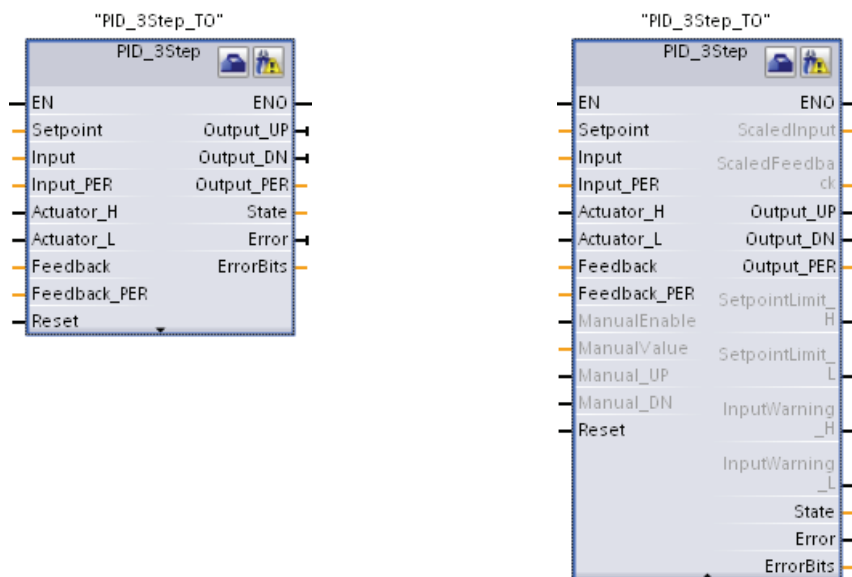 "PID_3Step_TO"
PID_3Step
EN
ENO
Setpoint
Output_UP
Input
Output_DN
Input_PER
Output_PER
Actuator_H
State
Actuator_L
Error
Feedback
ErrorBits
Feedback_PER
Reset
"PID_3Step_TO"
PID_3Step
EN
ENO
Setpoint
ScaledInput
Input
ScaledFeedba
ck
Input_PER
Actuator_H
Output_UP
Actuator_L
Output_DN
Feedback
Output_PER
Feedback_PER
SetpointLimit_
H
ManualEnable
ManualValue
SetpointLimit_
L
Manual_UP
Manual_DN
InputWarning
_H
Reset
InputWarning
_L
State
Error
ErrorBits